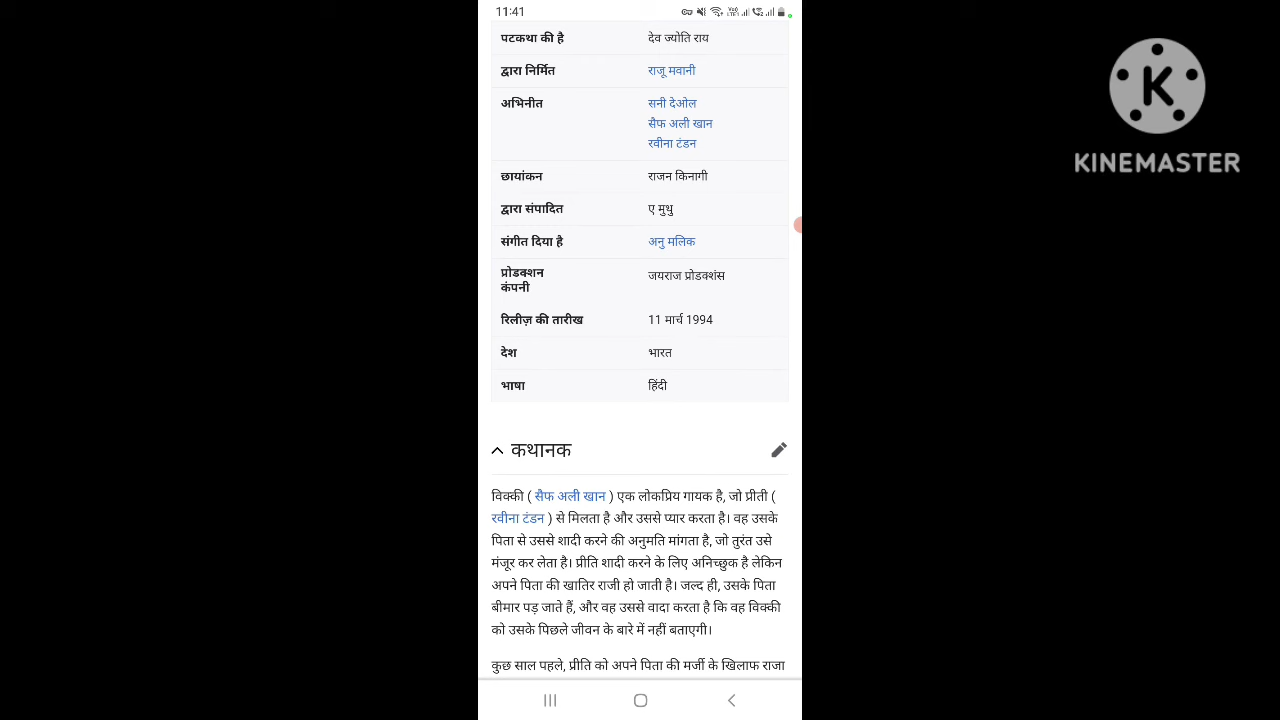 11:41
पटकथा की है देव ज्योति राय
द्वारा निर्मित राजू मवानी
अभिनीत सनी देओल
सैफ अली खान
रवीना टंडन
छायांकन राजन किनागी
द्वारा संपादित ए मुथु
संगीत दिया है अनु मलिक
प्रोडक्शन
कंपनी जयराज प्रोडक्शंस
रिलीज़ की तारीख 11 मार्च 1994
देश भारत
भाषा हिंदी
कथानक
विक्की ( सैफ अली खान ) एक लोकप्रिय गायक है, जो प्रीती (
रवीना टंडन ) से मिलता है और उससे प्यार करता है। वह उसके
पिता से उससे शादी करने की अनुमति मांगता है, जो तुरंत उसे
मंजूर कर लेता है। प्रीति शादी करने के लिए अनिच्छुक है लेकिन
अपने पिता की खातिर राजी हो जाती है। जल्द ही, उसके पिता
बीमार पड़ जाते हैं, और वह उससे वादा करता है कि वह विक्की
को उसके पिछले जीवन के बारे में नहीं बताएगी।
कुछ साल पहले, प्रीति को अपने पिता की मर्जी के खिलाफ राजा
K
KINEMASTER